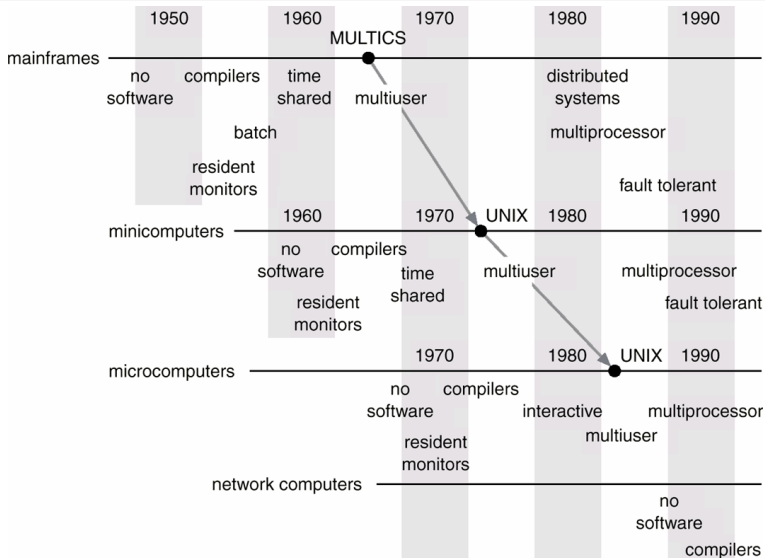 1950 1960 1970 1980 1990
MULTICS
mainframes
no compilers time distributed
software shared multiuser systems
batch multiprocessor
resident
monitors fault tolerant
1960 1970 UNIX 1980 1990
minicomputers
no compilers
software time multiuser multiprocessor
shared
resident fault tolerant
monitors
1970 1980 UNIX 1990
microcomputers
no compilers
software interactive multiprocessor
resident multiuser
monitors
network computers
no
software
compilers